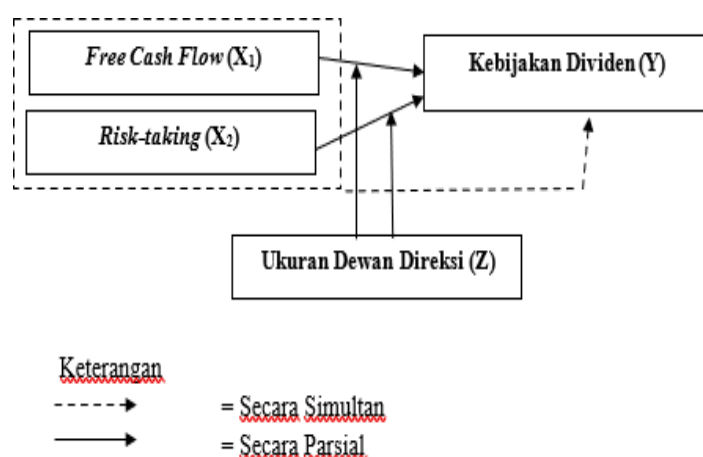 Free Cash Flow (X₁)
Kebijakan Dividen (Y)
Risk-taking (X₂)
Ukuran Dewan Direksi (Z)
Keterangan
= Secara Simultan
= Secara Parsial